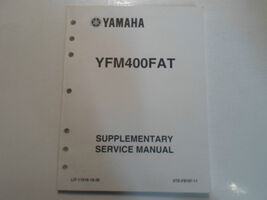 YAMAHA
YFM400FAT
SUPPLEMENTARY
SERVICE MANUAL